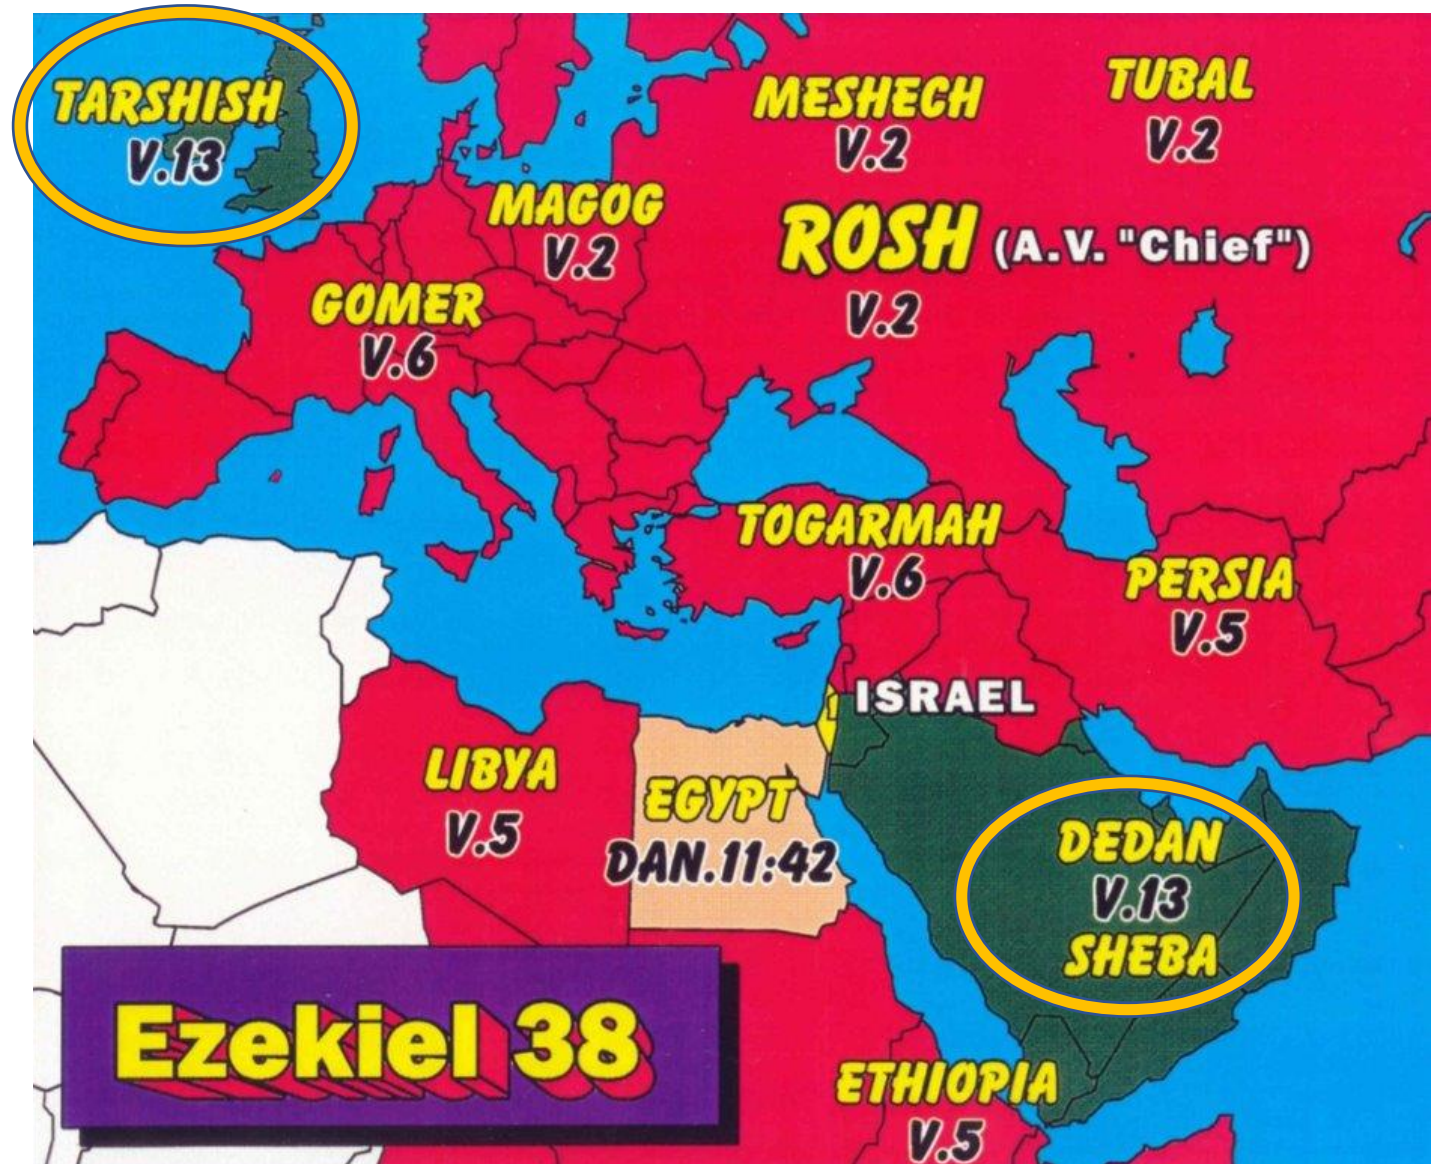 TARSHISH
V.13
MESHECH
V.2
TUBAL
V.2
MAGOG
V.2
ROSH (A.V. "Chief")
V.2
GOMER
V.6
TOGARMAH
V.6
PERSIA
V.5
ISRAEL
LIBYA
V.5
EGYPT
DAN.11:42
DEDAN
V.13
SHEBA
Ezekiel 38
ETHIOPIA
V.5